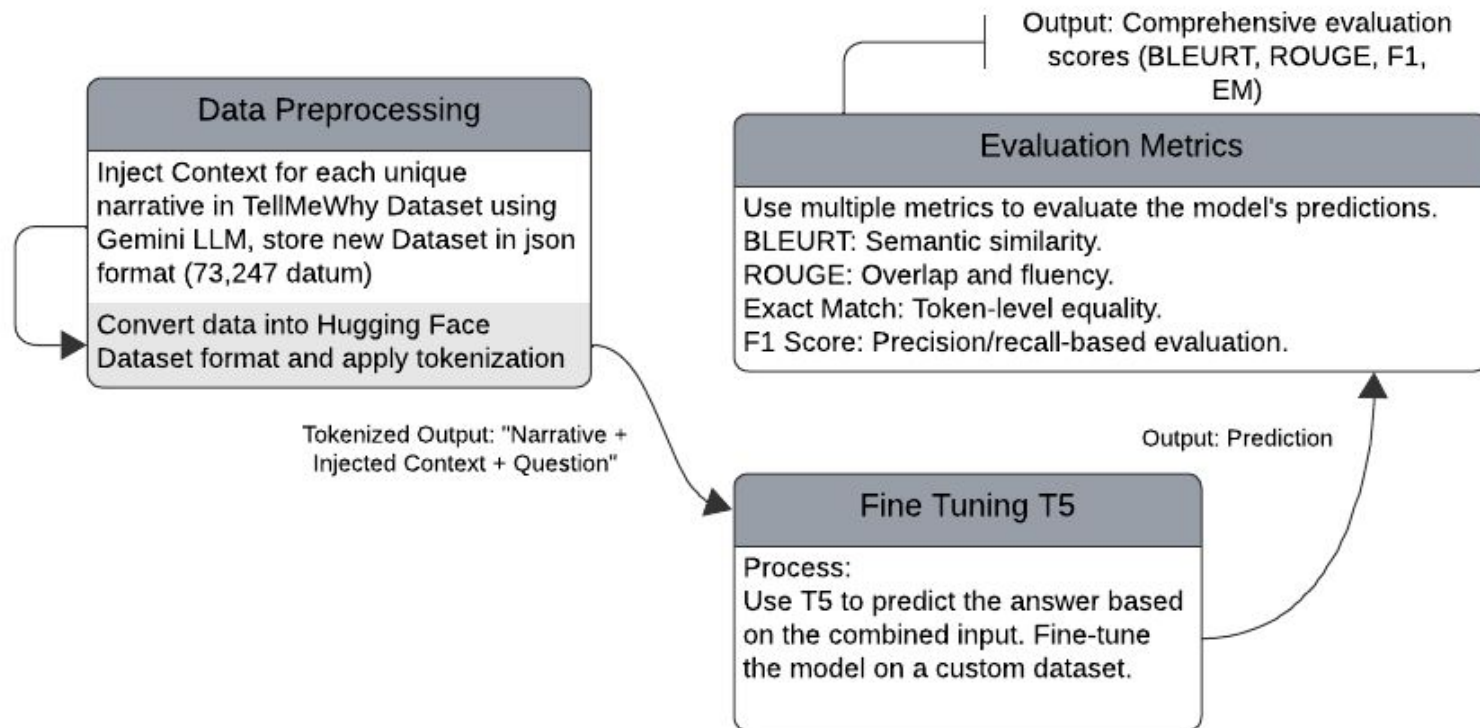 Data Preprocessing
Inject Context for each unique
narrative in TellMeWhy Dataset using
Gemini LLM, store new Dataset in json
format (73,247 datum)
Convert data into Hugging Face
Dataset format and apply tokenization
Tokenized Output: "Narrative +
Injected Context + Question"
Fine Tuning T5
Process:
Use T5 to predict the answer based
on the combined input. Fine-tune
the model on a custom dataset.
Output: Prediction
Evaluation Metrics
Use multiple metrics to evaluate the model's predictions.
BLEURT: Semantic similarity.
ROUGE: Overlap and fluency.
Exact Match: Token-level equality.
F1 Score: Precision/recall-based evaluation.
Output: Comprehensive evaluation
scores (BLEURT, ROUGE, F1,
EM)